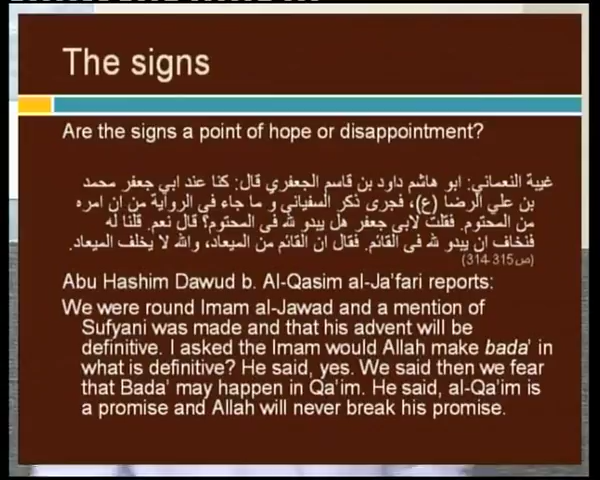 The signs
Are the signs a point of hope or disappointment?
غيبة النعماني: ابو هاشم داود بن قاسم الجعفري قال: كنا عند ابي جعفر محمد
بن علي الرضا (ع)، فجرى ذكر السفياني و ما جاء في الرواية من ان امره
من المحتوم. فقلت لابي جعفر هل يبدو لله في المحتوم؟ قال نعم. قلنا له
فنخاف ان يبدو لله في القائم. فقال ان القائم من الميعاد، والله لا يخلف الميعاد.
(ص315-314)
Abu Hashim Dawud b. Al-Qasim al-Ja'fari reports:
We were round Imam al-Jawad and a mention of
Sufyani was made and that his advent will be
definitive. I asked the Imam would Allah make bada' in
what is definitive? He said, yes. We said then we fear
that Bada' may happen in Qa'im. He said, al-Qa'im is
a promise and Allah will never break his promise.